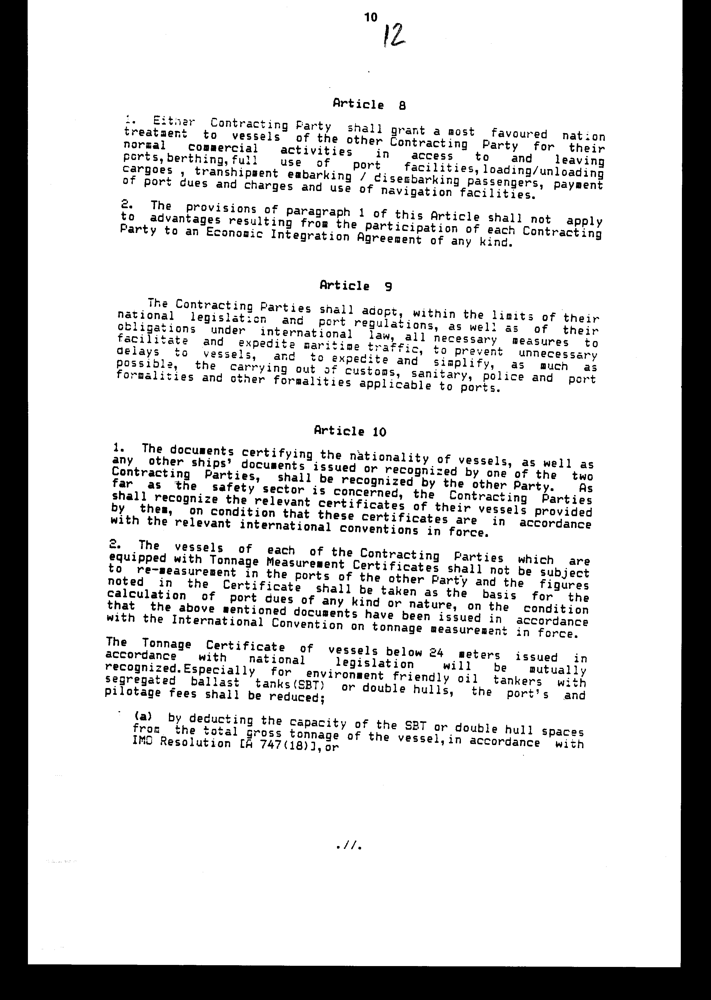 10
12
Article 8
1. Either Contracting Party shall grant a most favoured nation
treatment to vessels of the other Contracting Party for their
normal commercial activities in access to and leaving
ports,berthing,full use of port facilities,loading/unloading
cargoes , transhipment embarking / disembarking passengers, payment
of port dues and charges and use of navigation facilities.
2. The provisions of paragraph 1 of this Article shall not apply
to advantages resulting from the participation of each Contracting
Party to an Economic Integration Agreement of any kind.
Article 9
The Contracting Parties shall adopt, within the limits of their
national legislation and port regulations, as well as of their
obligations under international law, all necessary measures to
facilitate and expedite maritime traffic, to prevent unnecessary
delays to vessels, and to expedite and simplify, as much as
possible, the carrying out of customs, sanitary, police and port
formalities and other formalities applicable to ports.
Article 10
1. The documents certifying the nationality of vessels, as well as
any other ships' documents issued or recognized by one of the two
Contracting Parties, shall be recognized by the other Party. As
far as the safety sector is concerned, the Contracting Parties
shall recognize the relevant certificates of their vessels provided
by them, on condition that these certificates are in accordance
with the relevant international conventions in force.
2. The vessels of each of the Contracting Parties which are
equipped with Tonnage Measurement Certificates shall not be subject
to re-measurement in the ports of the other Party and the figures
noted in the Certificate shall be taken as the basis for the
calculation of port dues of any kind or nature, on the condition
that the above mentioned documents have been issued in accordance
with the International Convention on tonnage measurement in force.
The Tonnage Certificate of vessels below 24 meters issued in
accordance with national legislation will be mutually
recognized.Especially for environment friendly oil tankers with
segregated ballast tanks(SBT) or double hulls, the port's and
pilotage fees shall be reduced;
(a) by deducting the capacity of the SBT or double hull spaces
from the total gross tonnage of the vessel,in accordance with
IMO Resolution [A 747(18)],or
.//.